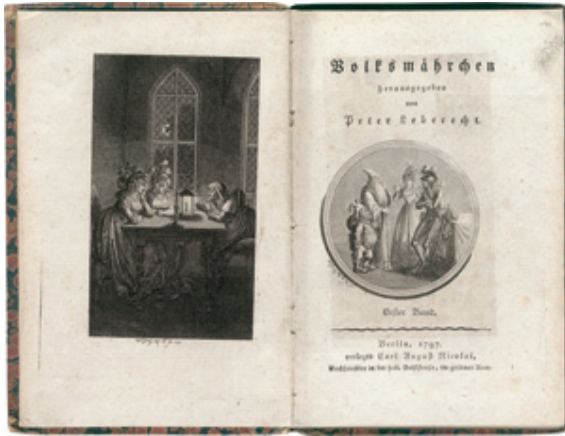 Volksmährchen
herausgegeben
von
Peter Leberecht.
Erster Band.
Berlin, 1797.
verlegts Carl August Nicolai,